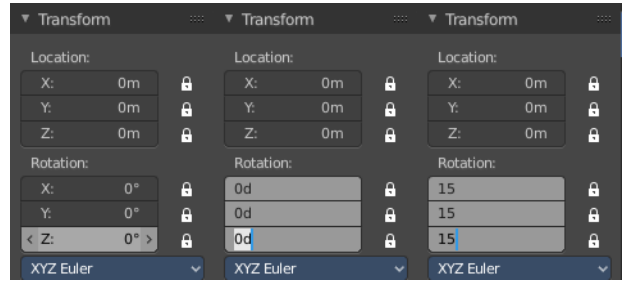 Transform Transform Transform
Location: Location: Location:
X: 0m X: 0m X: 0m
Y: 0m Y: 0m Y: 0m
Z: 0m Z: 0m Z: 0m
Rotation: Rotation: Rotation:
X: 0° 0d 15
Y: 0° 0d 15
Z: 0° 0d 15
XYZ Euler XYZ Euler XYZ Euler